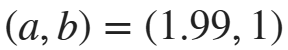 (a, b) = (1.99, 1)